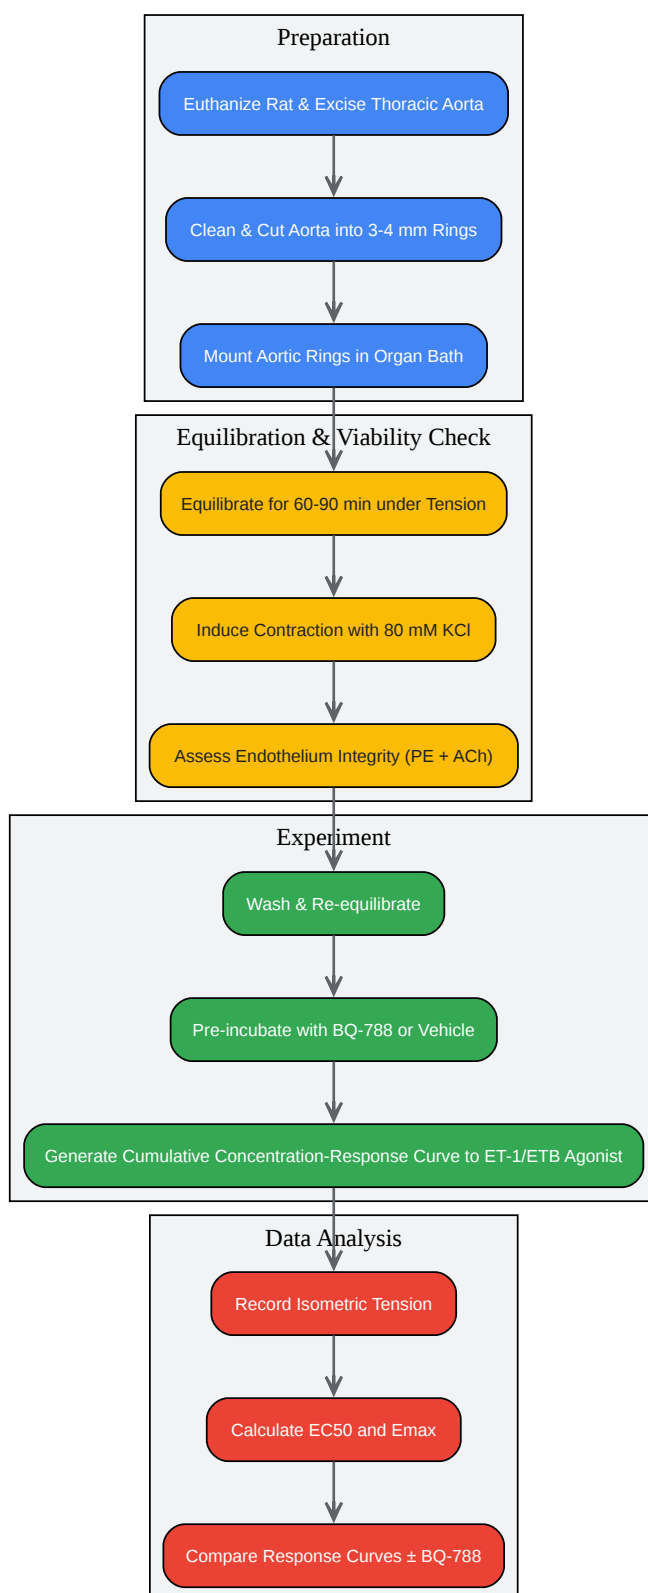 Preparation
Euthanize Rat & Excise Thoracic Aorta
Clean & Cut Aorta into 3-4 mm Rings
Mount Aortic Rings in Organ Bath
Equilibration & Viability Check
Equilibrate for 60-90 min under Tension
Induce Contraction with 80 mM KCl
Assess Endothelium Integrity (PE + ACh)
Experiment
Wash & Re-equilibrate
Pre-incubate with BQ-788 or Vehicle
Generate Cumulative Concentration-Response Curve to ET-1/ETB Agonist
Data Analysis
Record Isometric Tension
Calculate EC50 and Emax
Compare Response Curves ± BQ-788